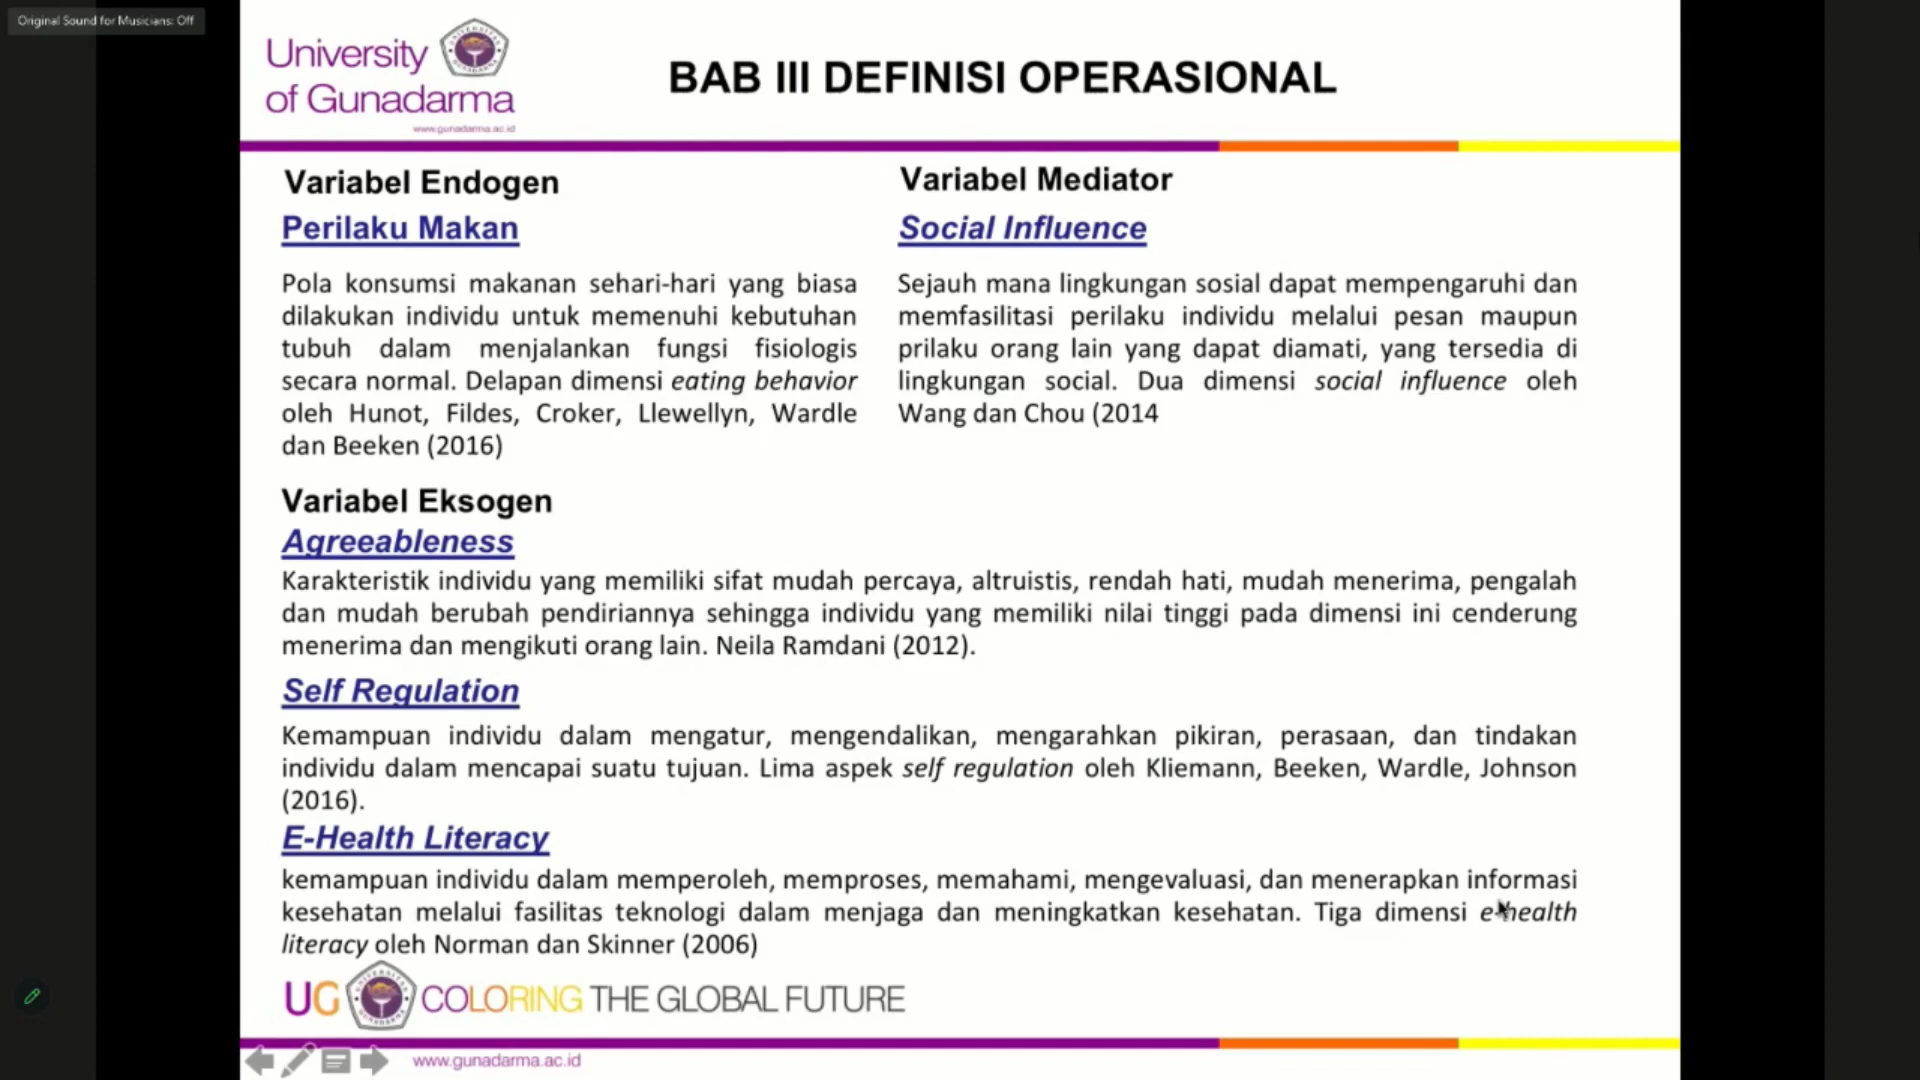 Original Sound for Musicians: Off
University
of Gunadarma
www.gunadarma.ac.id
BAB III DEFINISI OPERASIONAL
Variabel Endogen
Perilaku Makan
Pola konsumsi makanan sehari-hari yang biasa
dilakukan individu untuk memenuhi kebutuhan
tubuh dalam menjalankan fungsi fisiologis
secara normal. Delapan dimensi eating behavior
oleh Hunot, Fildes, Croker, Llewellyn, Wardle
dan Beeken (2016)
Variabel Mediator
Social Influence
Sejauh mana lingkungan sosial dapat mempengaruhi dan
memfasilitasi perilaku individu melalui pesan maupun
prilaku orang lain yang dapat diamati, yang tersedia di
lingkungan social. Dua dimensi social influence oleh
Wang dan Chou (2014
Variabel Eksogen
Agreeableness
Karakteristik individu yang memiliki sifat mudah percaya, altruistis, rendah hati, mudah menerima, pengalah
dan mudah berubah pendiriannya sehingga individu yang memiliki nilai tinggi pada dimensi ini cenderung
menerima dan mengikuti orang lain. Neila Ramdani (2012).
Self Regulation
Kemampuan individu dalam mengatur, mengendalikan, mengarahkan pikiran, perasaan, dan tindakan
individu dalam mencapai suatu tujuan. Lima aspek self regulation oleh Kliemann, Beeken, Wardle, Johnson
(2016).
E-Health Literacy
kemampuan individu dalam memperoleh, memproses, memahami, mengevaluasi, dan menerapkan informasi
kesehatan melalui fasilitas teknologi dalam menjaga dan meningkatkan kesehatan. Tiga dimensi e-health
literacy oleh Norman dan Skinner (2006)
UG COLORING THE GLOBAL FUTURE
www.gunadarma.ac.id